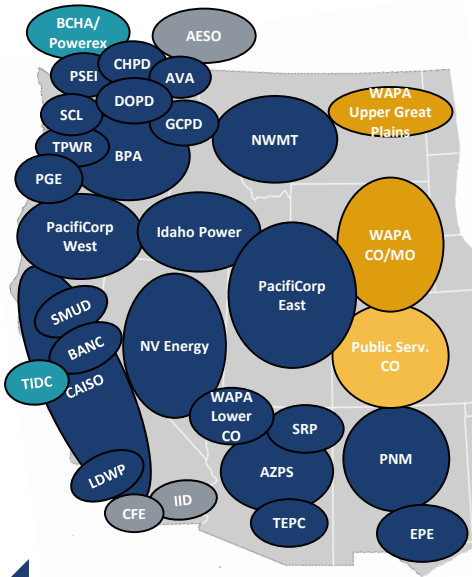 BCHA/
Powerex
AESO
CHPD
PSEI
AVA
DOPD
SCL
GCPD
TPWR
BPA
PGE
NWMT
WAPA
Upper Great
Plains
PacifiCorp
West
Idaho Power
WAPA
CO/MO
PacifiCorp
East
SMUD
BANC
NV Energy
Public Serv.
CO
TIDC
CAISO
WAPA
Lower
CO
SRP
LDWP
AZPS
PNM
CFE
IID
TEPC
EPE